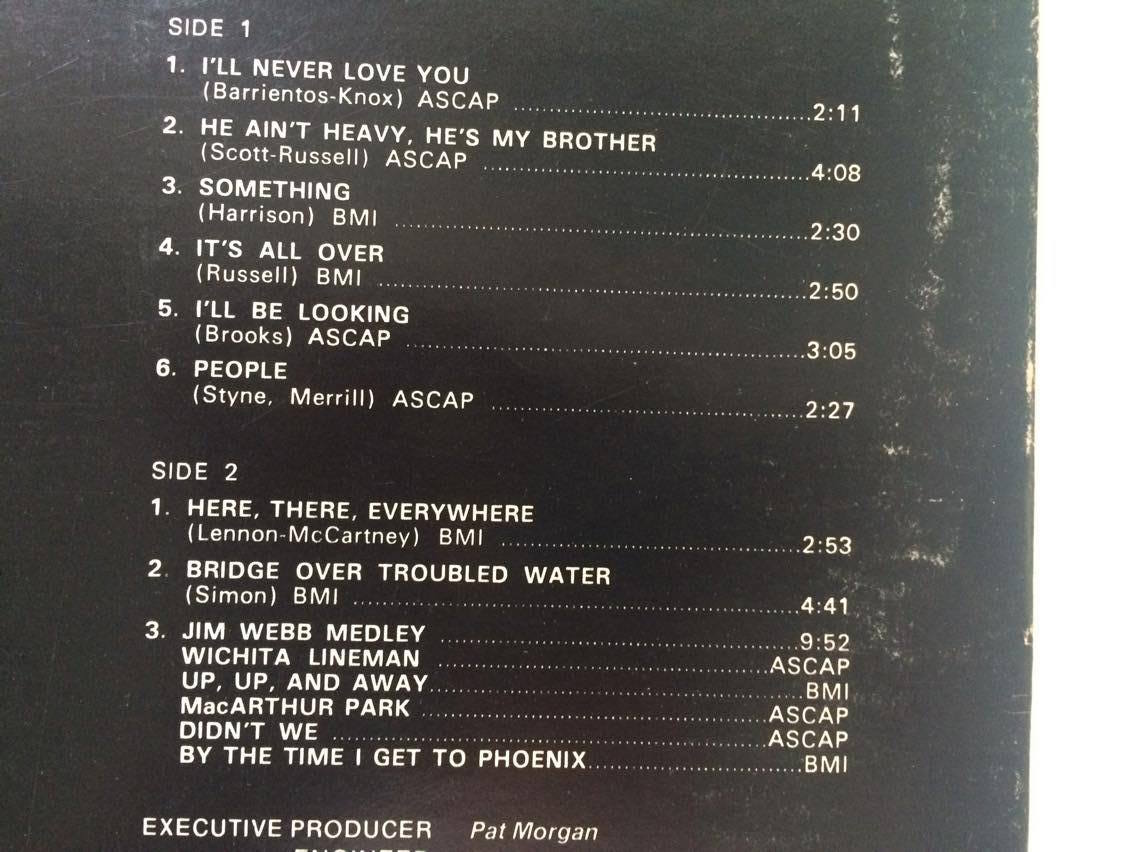 SIDE 1
1. I'LL NEVER LOVE YOU
(Barrientos-Knox) ASCAP ........................................2:11
2. HE AIN'T HEAVY, HE'S MY BROTHER
(Scott-Russell) ASCAP ............................................4:08
3. SOMETHING
(Harrison) BMI ........................................................2:30
4. IT'S ALL OVER
(Russell) BMI ..........................................................2:50
5. I'LL BE LOOKING
(Brooks) ASCAP ......................................................3:05
6. PEOPLE
(Styne, Merrill) ASCAP ..........................................2:27
SIDE 2
1. HERE, THERE, EVERYWHERE
(Lennon-McCartney) BMI ........................................2:53
2. BRIDGE OVER TROUBLED WATER
(Simon) BMI ............................................................4:41
3. JIM WEBB MEDLEY ................................................9:52
WICHITA LINEMAN ............................................ASCAP
UP, UP, AND AWAY..................................................BMI
MacARTHUR PARK ..............................................ASCAP
DIDN'T WE ..........................................................ASCAP
BY THE TIME I GET TO PHOENIX............................BMI
EXECUTIVE PRODUCER Pat Morgan
ENGINEER